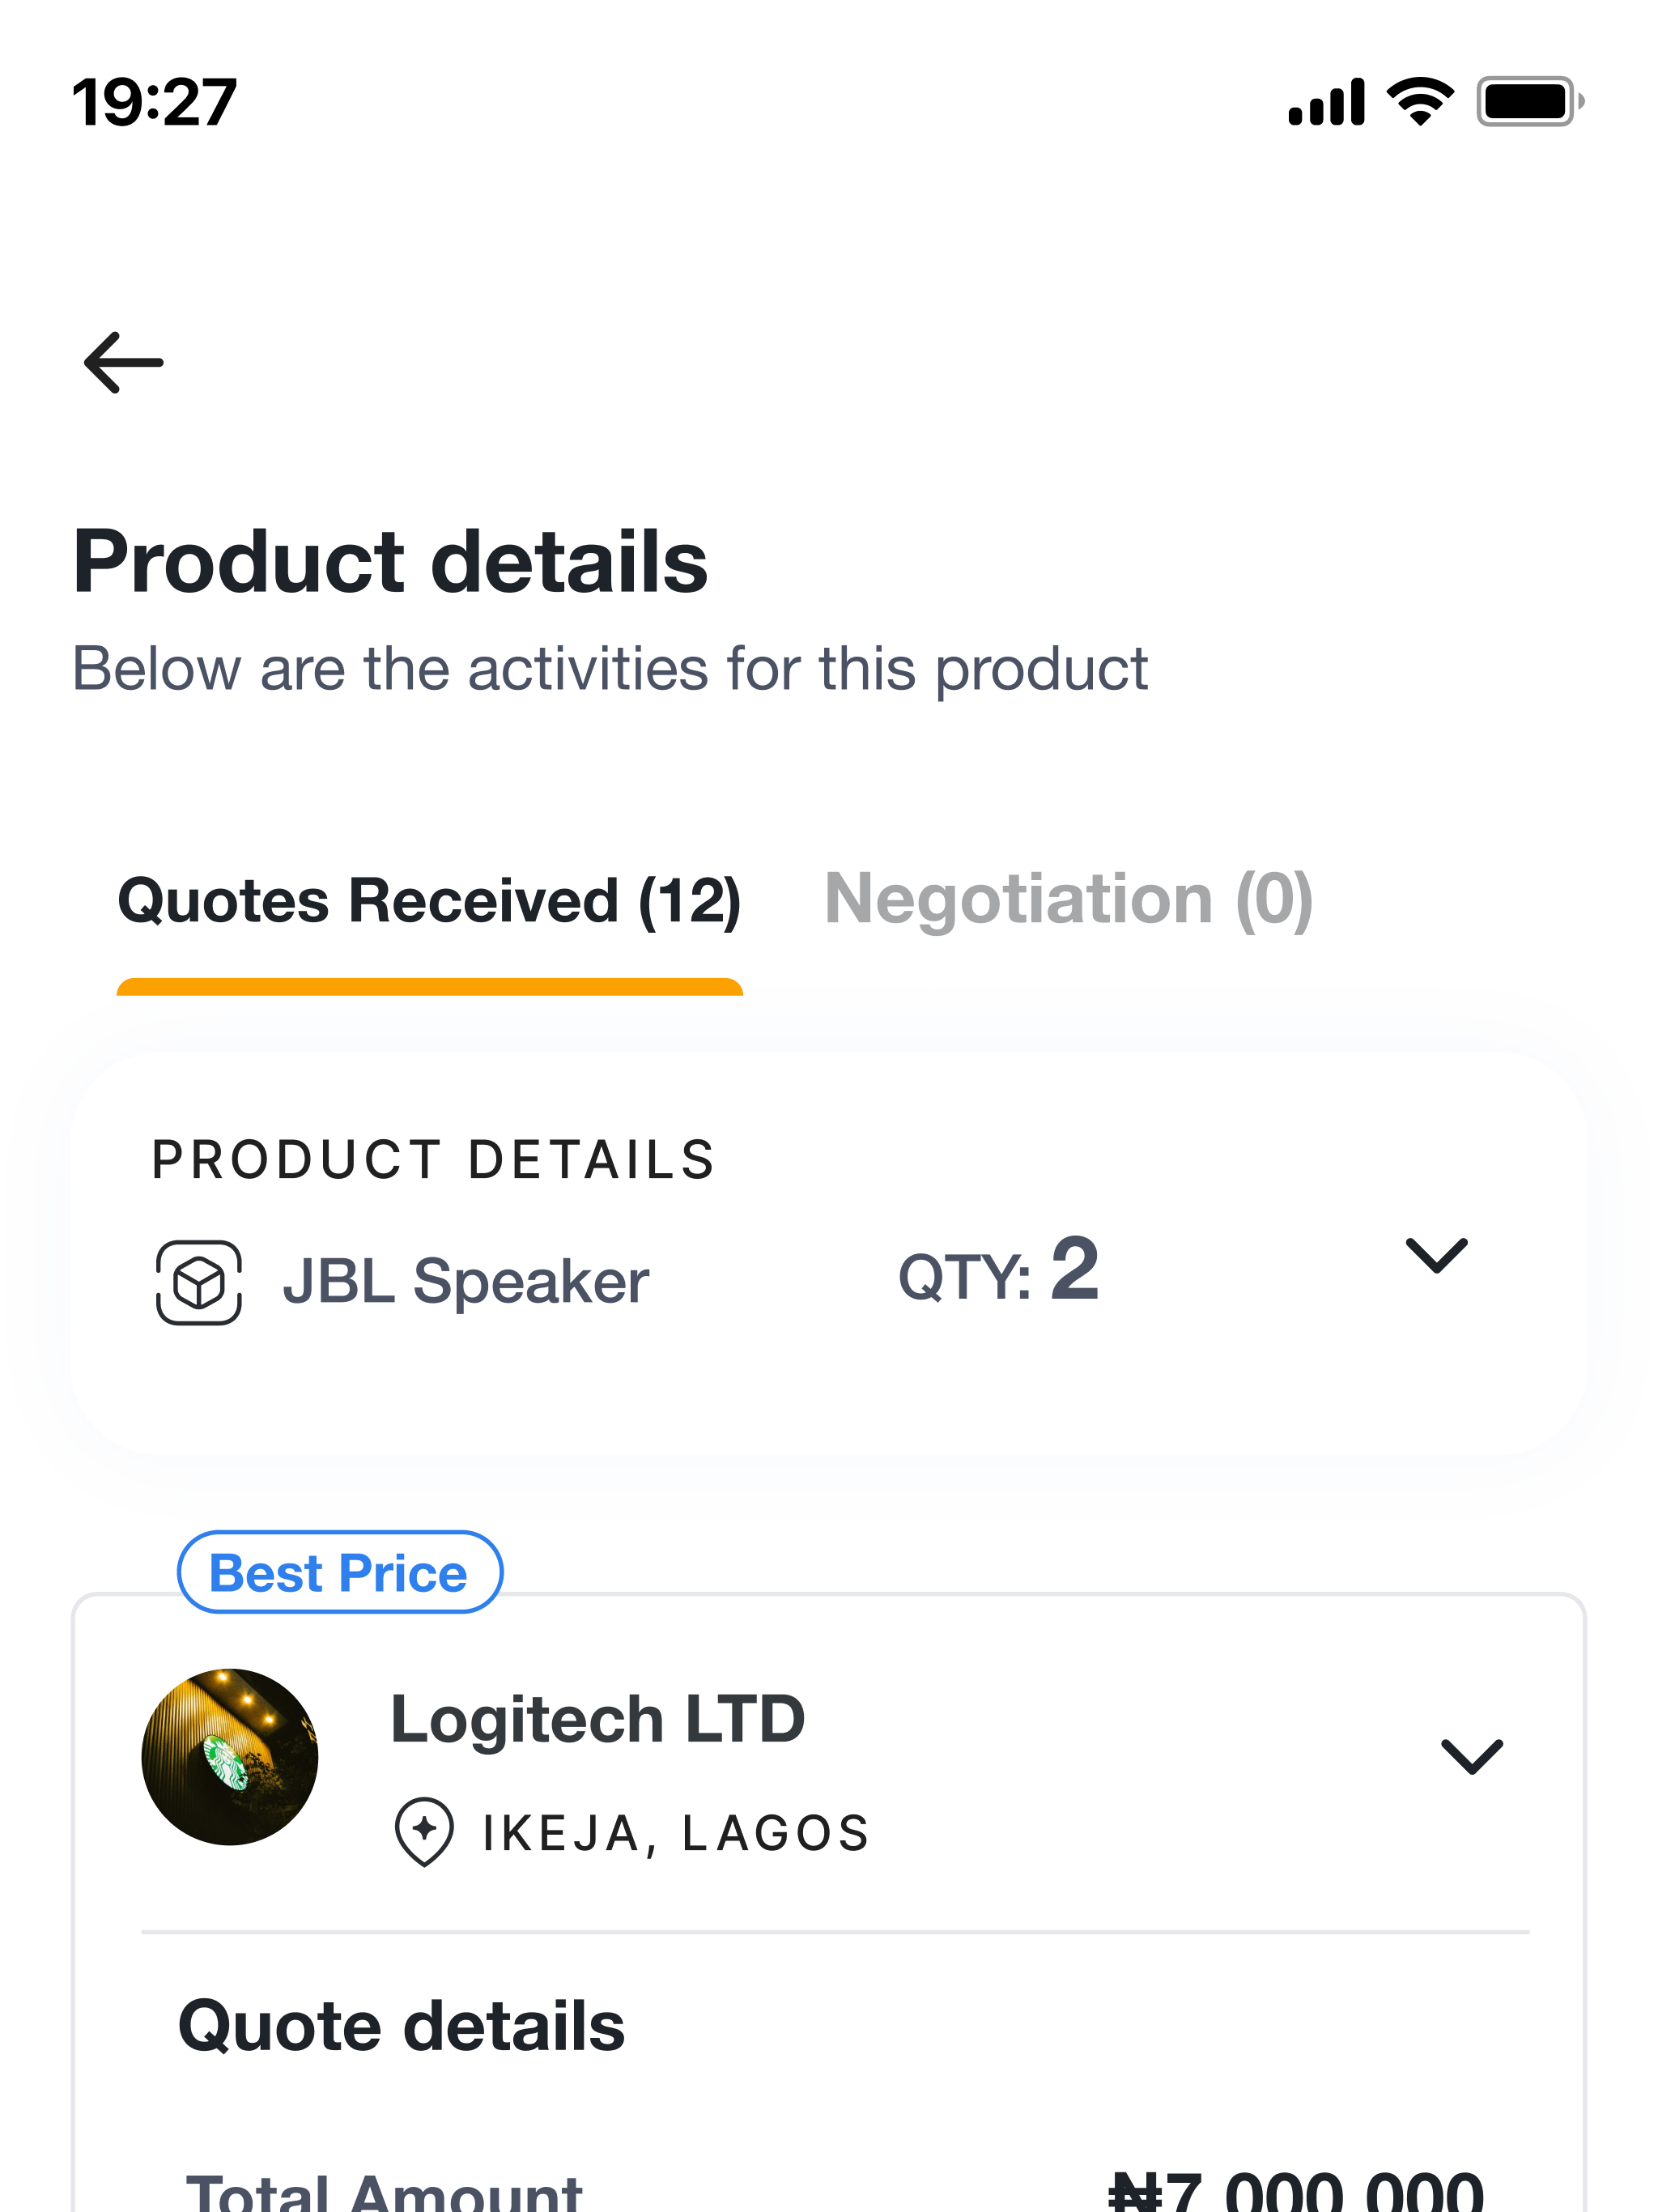 19:27
Product details
Below are the activities for this product
Quotes Received (12) Negotiation (0)
PRODUCT DETAILS
JBL Speaker QTY: 2
Best Price
Logitech LTD
IKEJA, LAGOS
Quote details
Total Amount ₦7 000 000